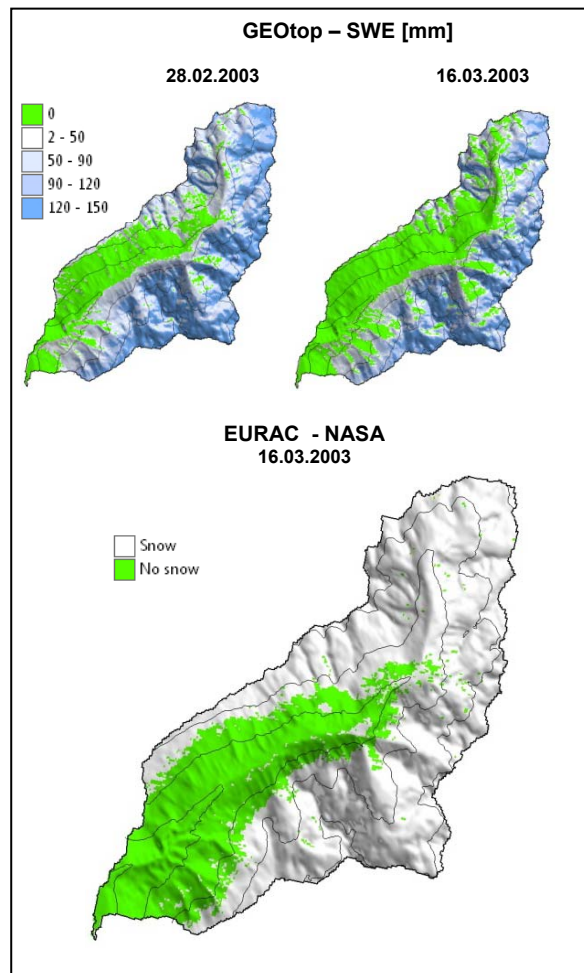 GEOtop – SWE [mm]
28.02.2003
16.03.2003
0
2 - 50
50 - 90
90 - 120
120 - 150
EURAC - NASA
16.03.2003
Snow
No snow